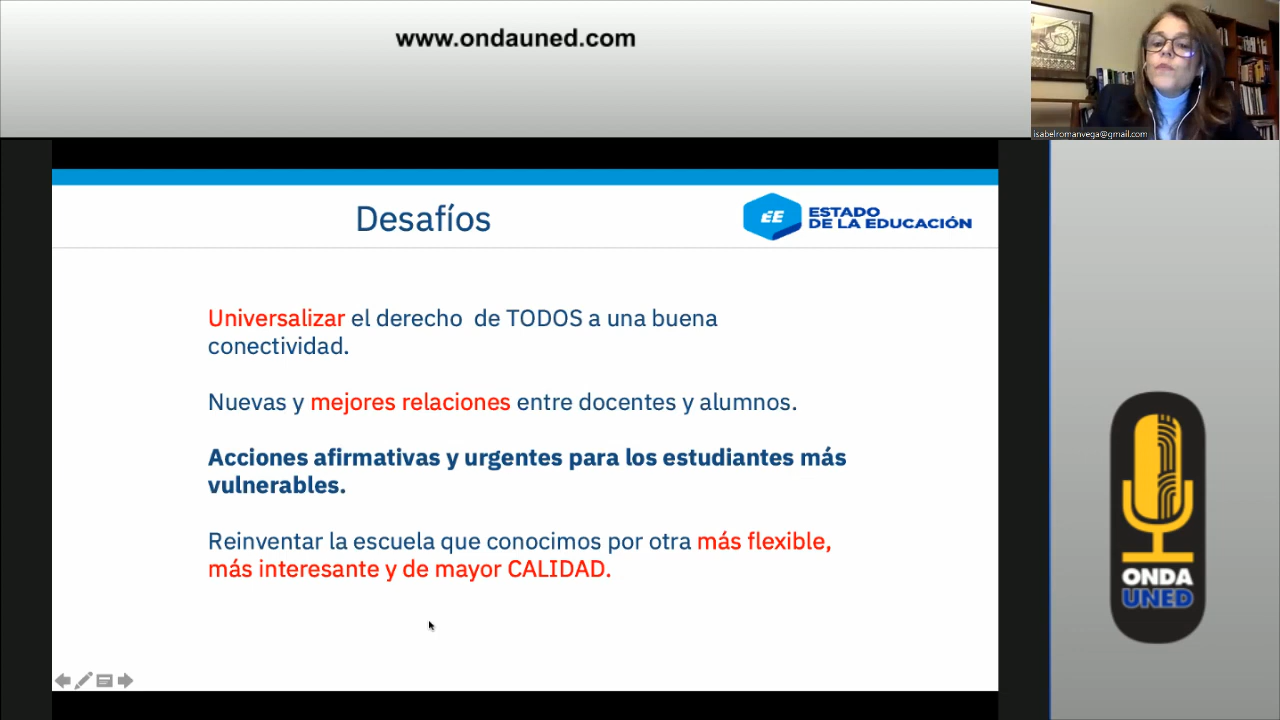 www.ondauned.com
isabelromanvega@gmail.com
Desafíos
EE
ESTADO
DE LA EDUCACIÓN
Universalizar el derecho de TODOS a una buena
conectividad.
Nuevas y mejores relaciones entre docentes y alumnos.
Acciones afirmativas y urgentes para los estudiantes más
vulnerables.
Reinventar la escuela que conocimos por otra más flexible,
más interesante y de mayor CALIDAD.
ONDA
UNED